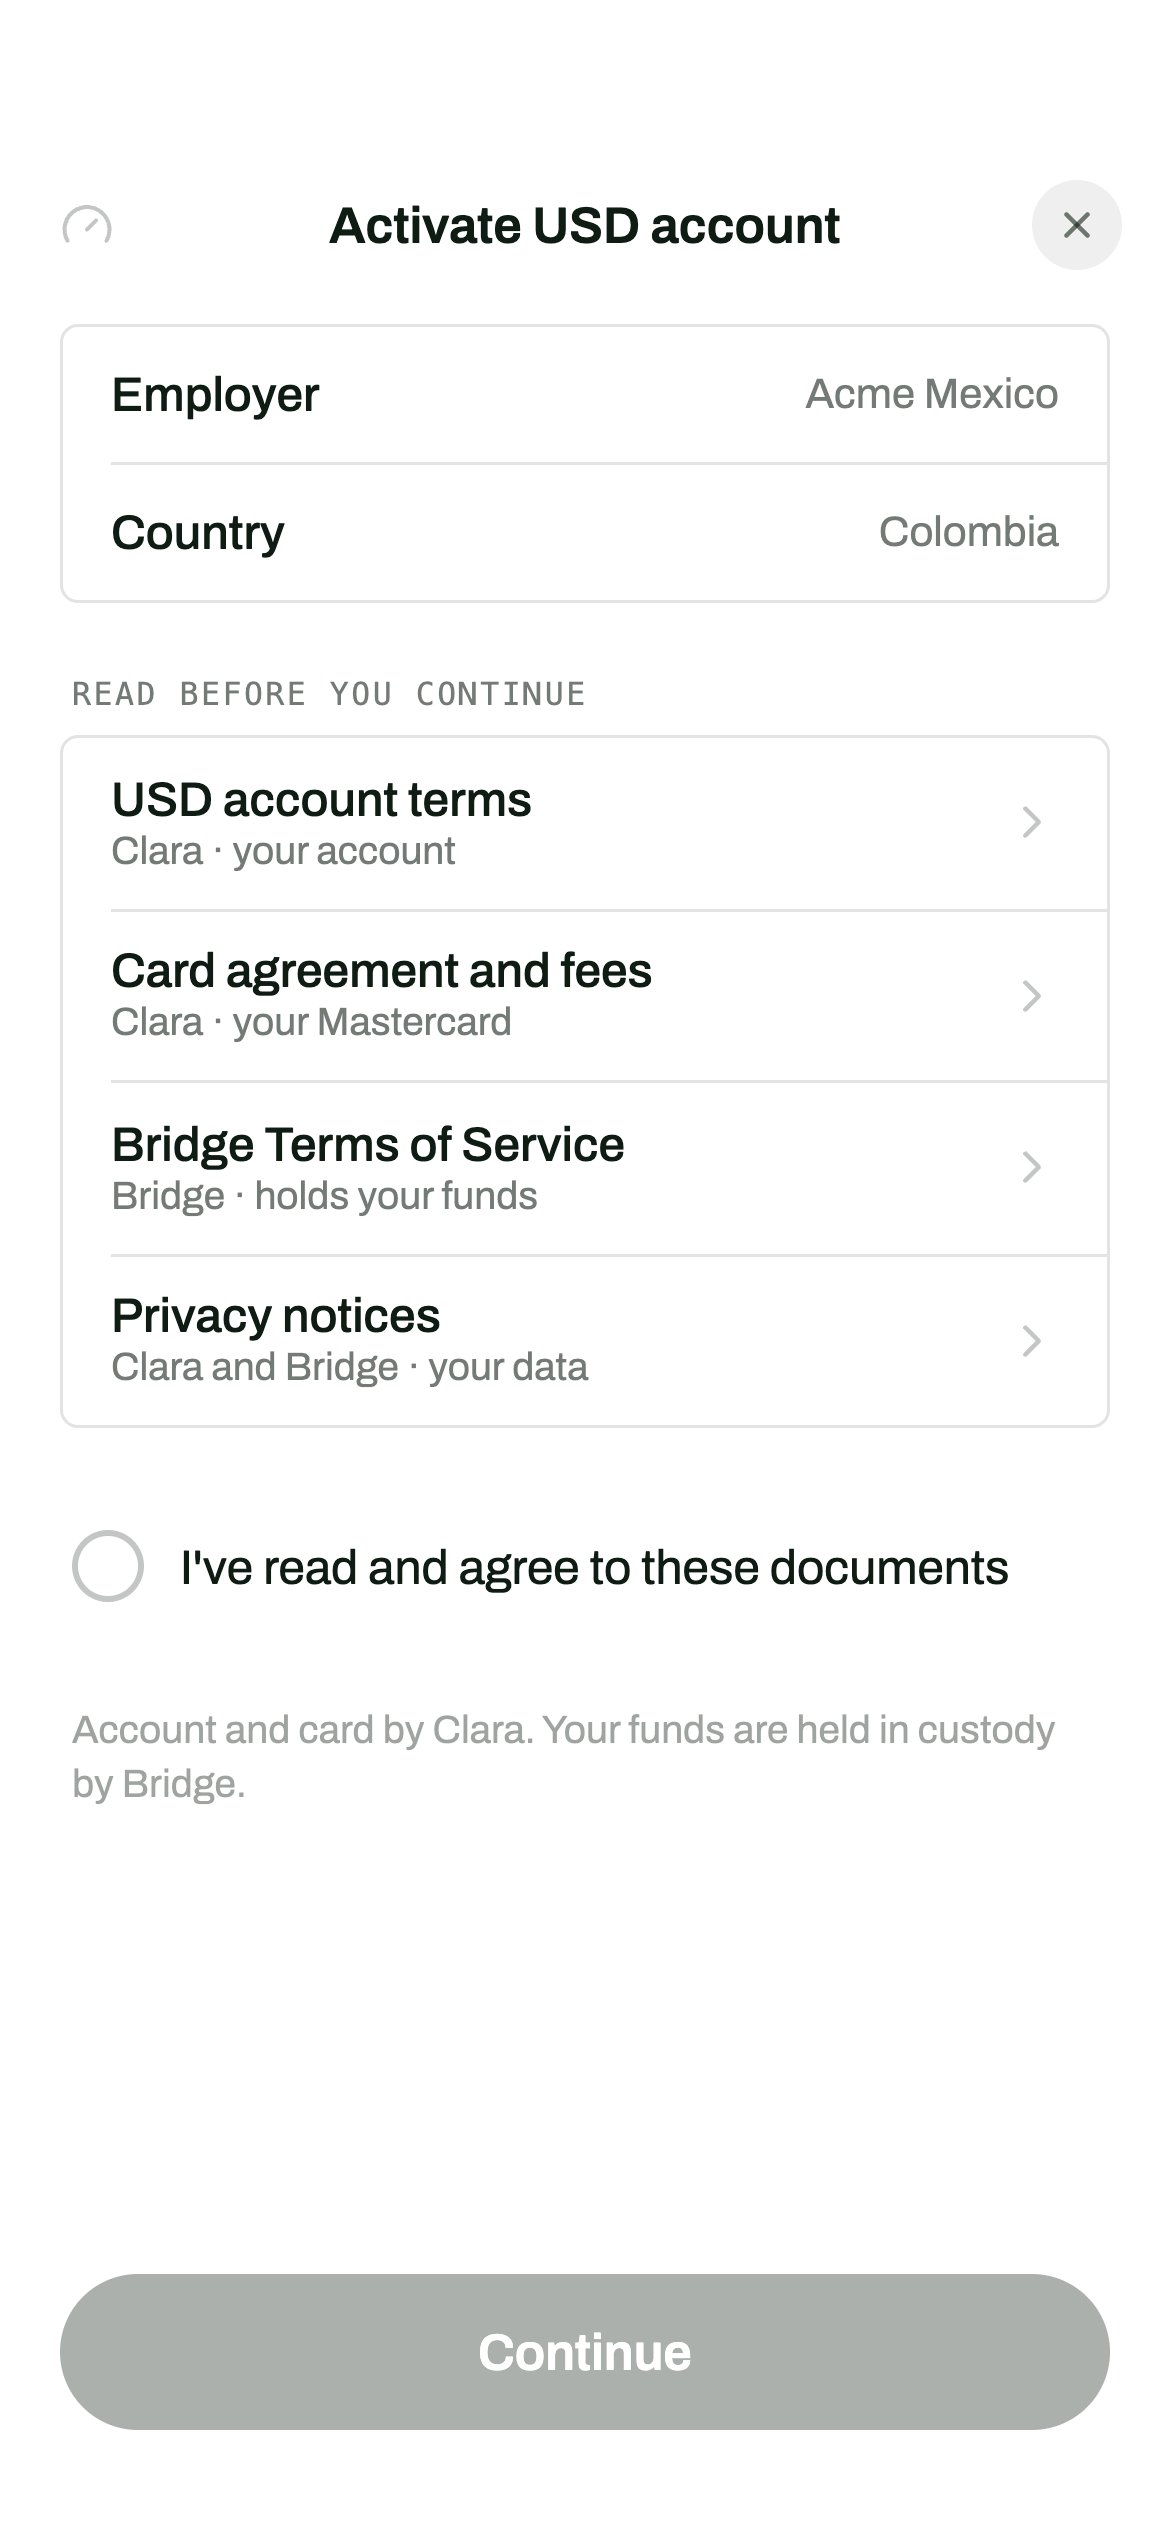 Activate USD account
Employer
Acme Mexico
Country
Colombia
READ BEFORE YOU CONTINUE
USD account terms
Clara · your account
Card agreement and fees
Clara · your Mastercard
Bridge Terms of Service
Bridge · holds your funds
Privacy notices
Clara and Bridge · your data
I've read and agree to these documents
Account and card by Clara. Your funds are held in custody
by Bridge.
Continue